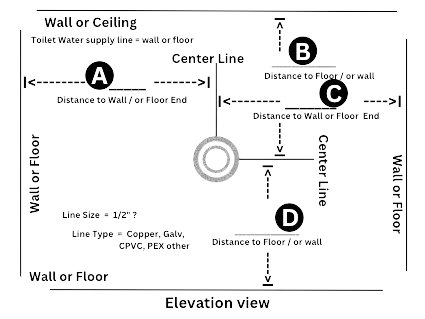 Wall or Ceiling
Toilet Water supply line = wall or floor
Center Line
B
Distance to Floor / or wall
A
Distance to Wall / or Floor End
C
Distance to Wall or Floor End
Wall or Floor
Center Line
Wall or Floor
Line Size = 1/2" ?
Line Type = Copper, Galv,
CPVC, PEX other
D
Distance to Floor / or wall
Wall or Floor
Elevation view